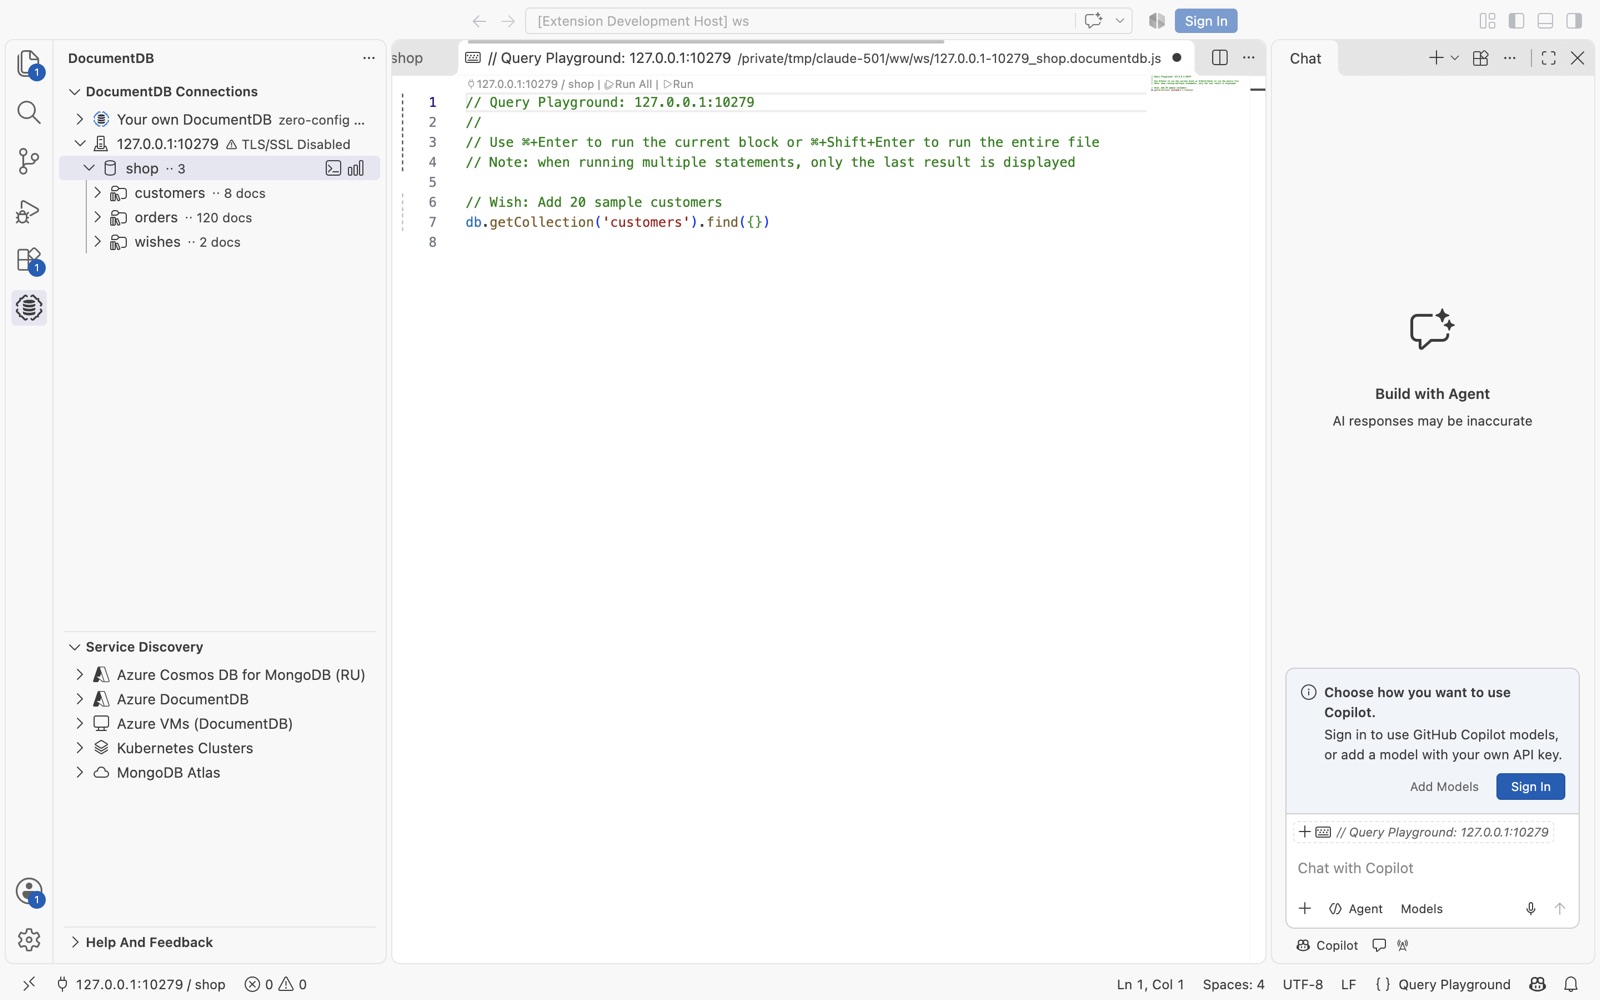 [Extension Development Host] ws
Sign In
DocumentDB
DocumentDB Connections
Your own DocumentDB zero-config ...
127.0.0.1:10279 TLS/SSL Disabled
shop ·· 3
customers ·· 8 docs
orders ·· 120 docs
wishes ·· 2 docs
Service Discovery
Azure Cosmos DB for MongoDB (RU)
Azure DocumentDB
Azure VMs (DocumentDB)
Kubernetes Clusters
MongoDB Atlas
Help And Feedback
1
1
1
shop
// Query Playground: 127.0.0.1:10279 /private/tmp/claude-501/ww/ws/127.0.0.1-10279_shop.documentdb.js
127.0.0.1:10279 / shop | Run All | Run
1 // Query Playground: 127.0.0.1:10279
2 //
3 // Use ⌘+Enter to run the current block or ⌘+Shift+Enter to run the entire file
4 // Note: when running multiple statements, only the last result is displayed
5
6 // Wish: Add 20 sample customers
7 db.getCollection('customers').find({})
8
Chat
Build with Agent
AI responses may be inaccurate
Choose how you want to use
Copilot.
Sign in to use GitHub Copilot models,
or add a model with your own API key.
Add Models
Sign In
// Query Playground: 127.0.0.1:10279
Chat with Copilot
Agent
Models
Copilot
127.0.0.1:10279 / shop
0
0
Ln 1, Col 1
Spaces: 4
UTF-8
LF
{ } Query Playground